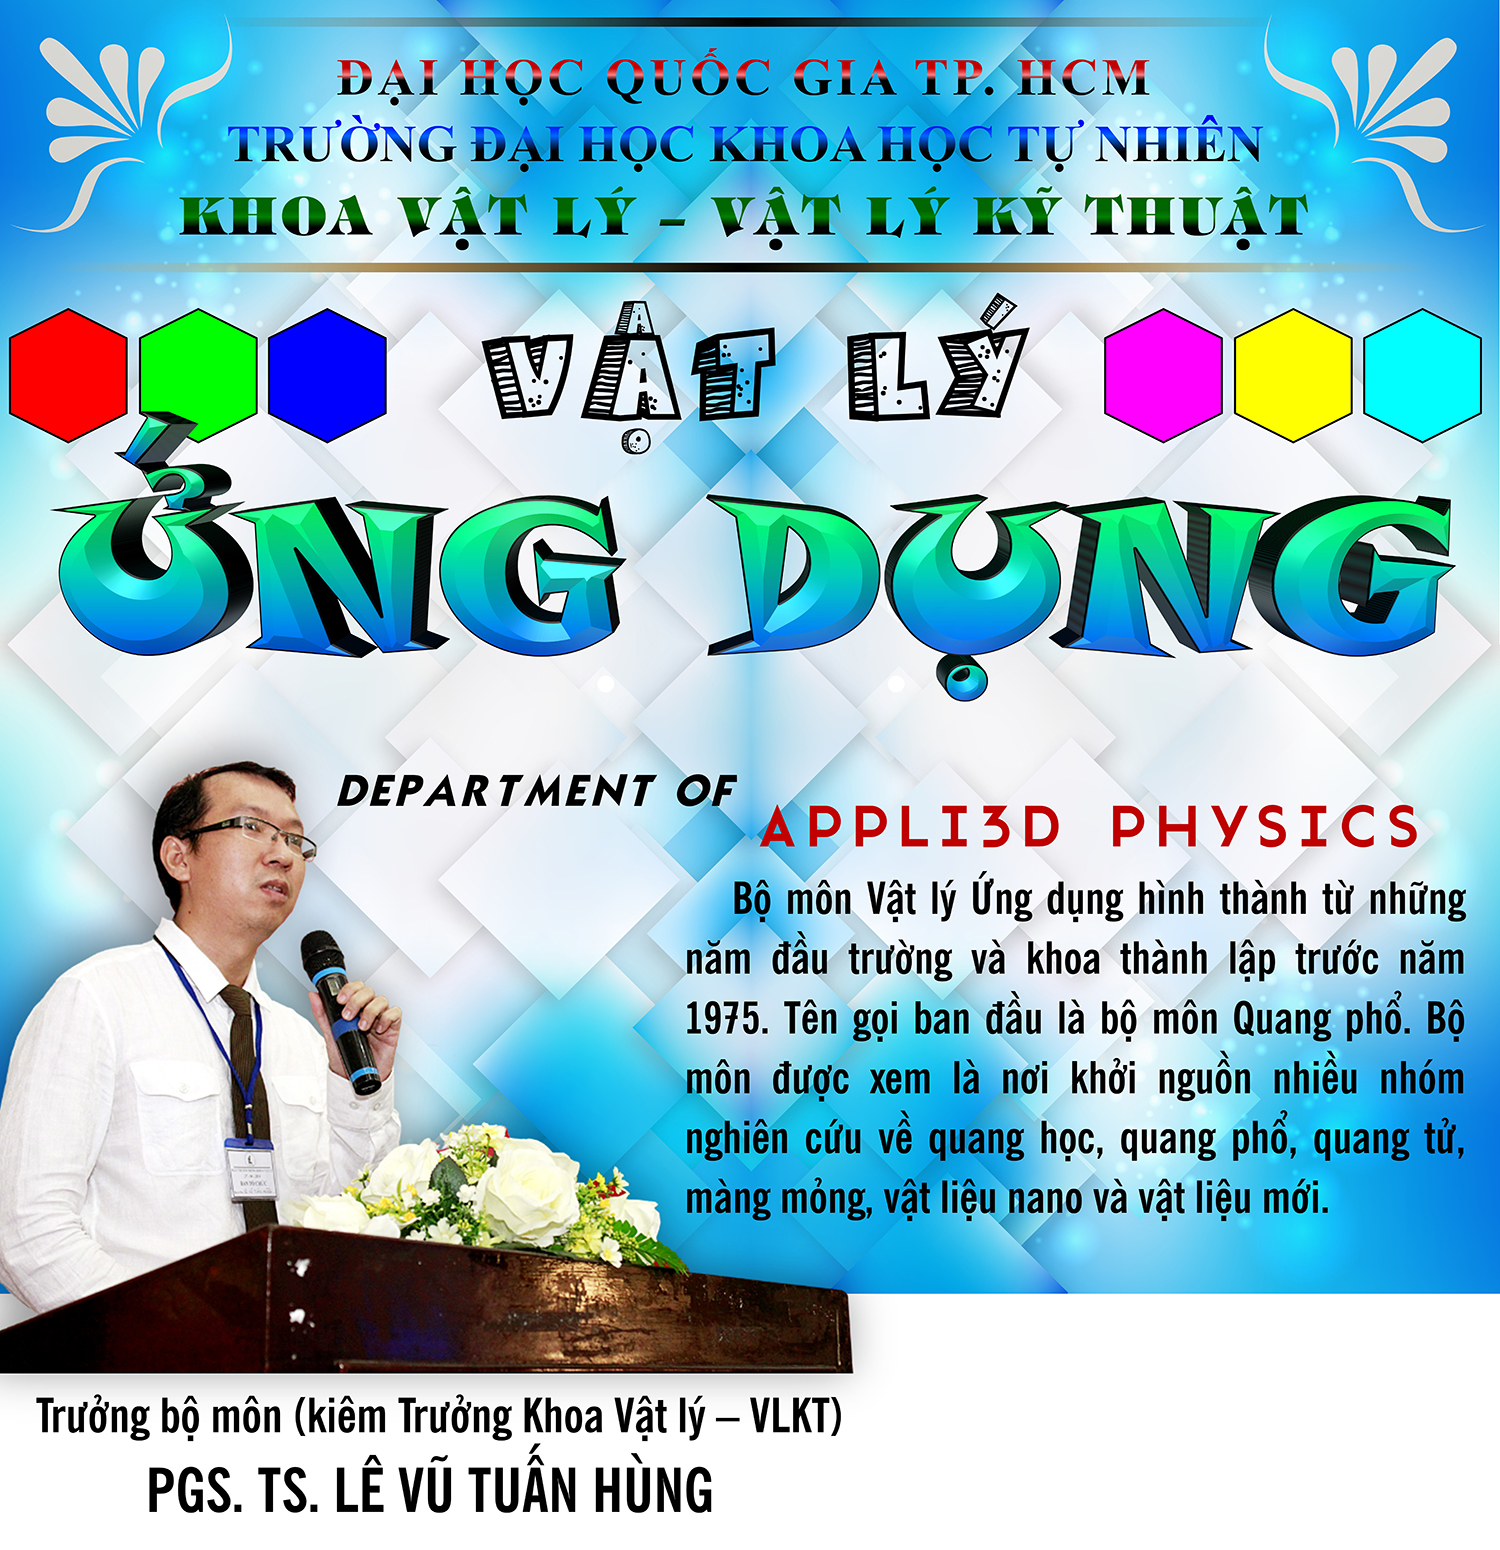 ĐẠI HỌC QUỐC GIA TP. HCM
TRƯỜNG ĐẠI HỌC KHOA HỌC TỰ NHIÊN
KHOA VẬT LÝ – VẬT LÝ KỸ THUẬT
VẬT LÝ
ỨNG DỤNG
DEPARTMENT OF
APPLI3D PHYSICS
Bộ môn Vật lý Ứng dụng hình thành từ những
năm đầu trường và khoa thành lập trước năm
1975. Tên gọi ban đầu là bộ môn Quang phổ. Bộ
môn được xem là nơi khởi nguồn nhiều nhóm
nghiên cứu về quang học, quang phổ, quang tử,
màng mỏng, vật liệu nano và vật liệu mới.
BAN TỔ CHỨC
Trưởng bộ môn (kiêm Trưởng Khoa Vật lý – VLKT)
PGS. TS. LÊ VŨ TUẤN HÙNG